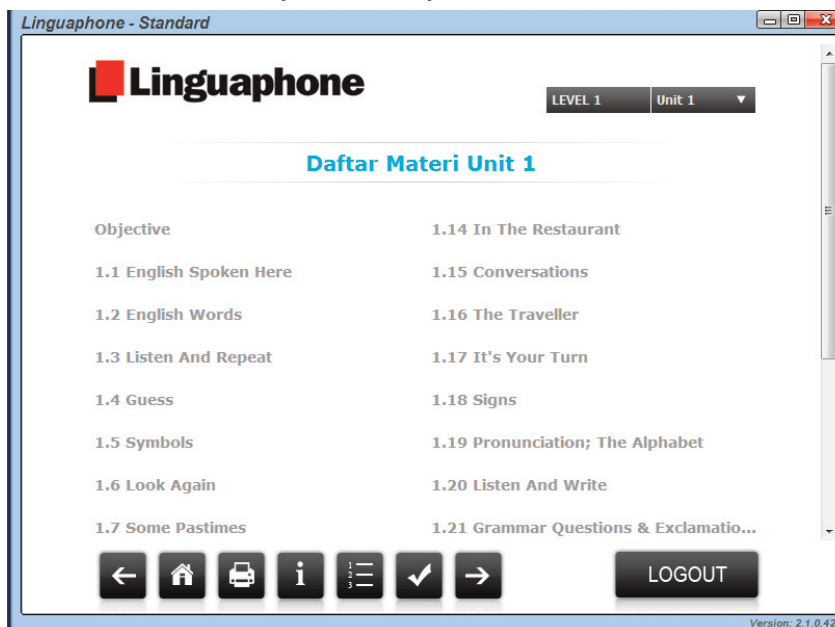 Linguaphone - Standard
Linguaphone
LEVEL 1 Unit 1
Daftar Materi Unit 1
Objective
1.1 English Spoken Here
1.2 English Words
1.3 Listen And Repeat
1.4 Guess
1.5 Symbols
1.6 Look Again
1.7 Some Pastimes
1.14 In The Restaurant
1.15 Conversations
1.16 The Traveller
1.17 It's Your Turn
1.18 Signs
1.19 Pronunciation; The Alphabet
1.20 Listen And Write
1.21 Grammar Questions & Exclamatio...
LOGOUT
Version: 2.1.0.42